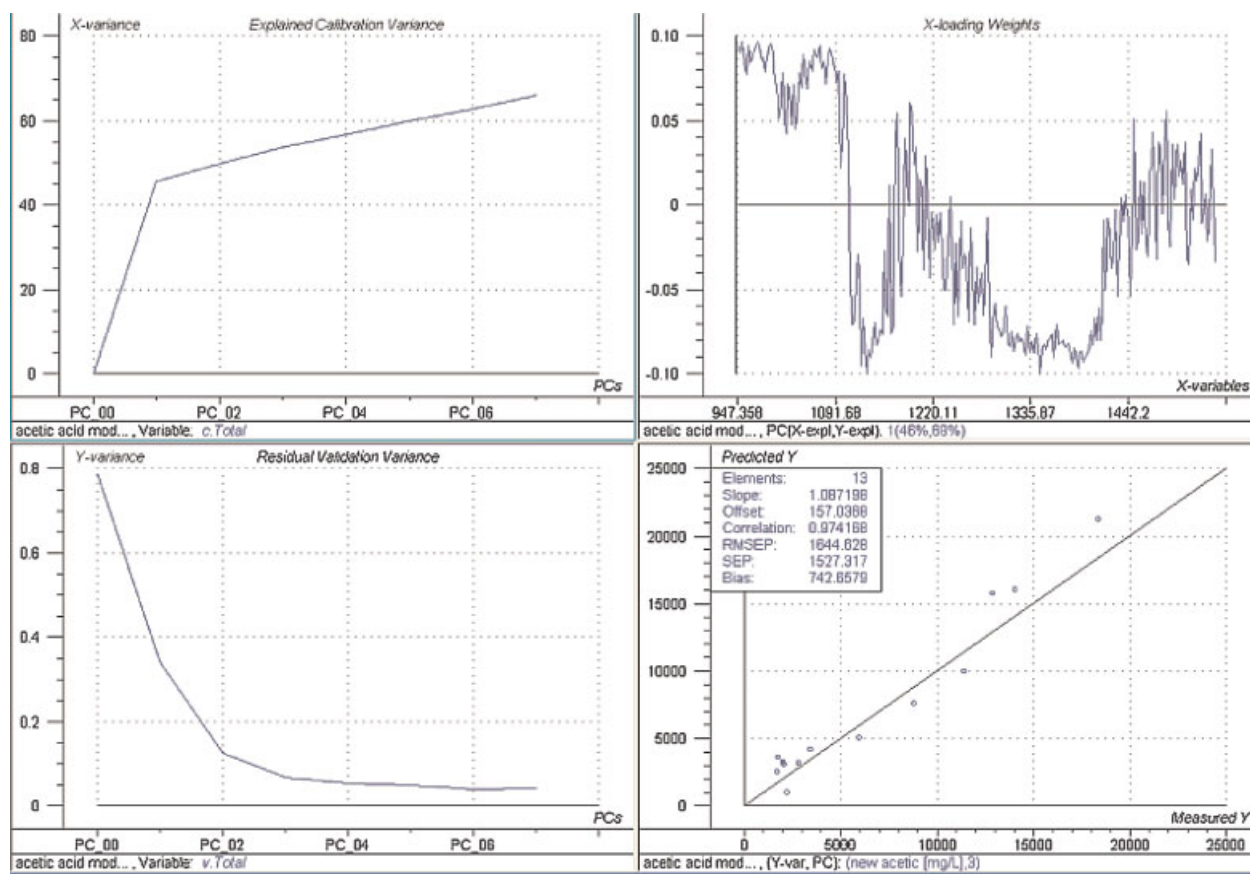 X-variance
Explained Calibration Variance
80
60
40
20
0
PCs
PC_00 PC_02 PC_04 PC_06
acetic acid mod..., Variable: c.Total
X-loading Weights
0.10
0.05
0
-0.05
-0.10
X-variables
947.358 1091.68 1220.11 1335.87 1442.2
acetic acid mod..., PC(X-expl,Y-expl): 1(46%,69%)
Y-variance
Residual Validation Variance
0.8
0.6
0.4
0.2
0
PCs
PC_00 PC_02 PC_04 PC_06
acetic acid mod..., Variable: v.Total
Predicted Y
25000
20000
15000
10000
5000
0
Elements: 13
Slope: 1.087198
Offset: 157.0368
Correlation: 0.974168
RMSEP: 1644.628
SEP: 1527.317
Bias: 742.6579
Measured Y
0 5000 10000 15000 20000 25000
acetic acid mod..., (Y-var, PC): (new acetic [mg/L],3)